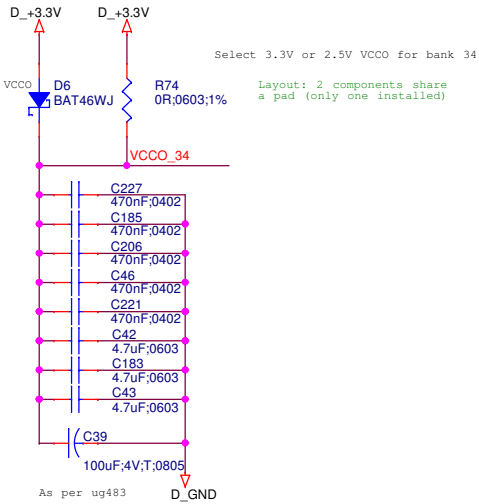 D_+3.3V
D_+3.3V
Select 3.3V or 2.5V VCCO for bank 34
VCCO
D6
BAT46WJ
R74
0R;0603;1%
Layout: 2 components share
a pad (only one installed)
VCCO_34
C227
470nF;0402
C185
470nF;0402
C206
470nF;0402
C46
470nF;0402
C221
470nF;0402
C42
4.7uF;0603
C183
4.7uF;0603
C43
4.7uF;0603
C39
100uF;4V;T;0805
As per ug483
D_GND